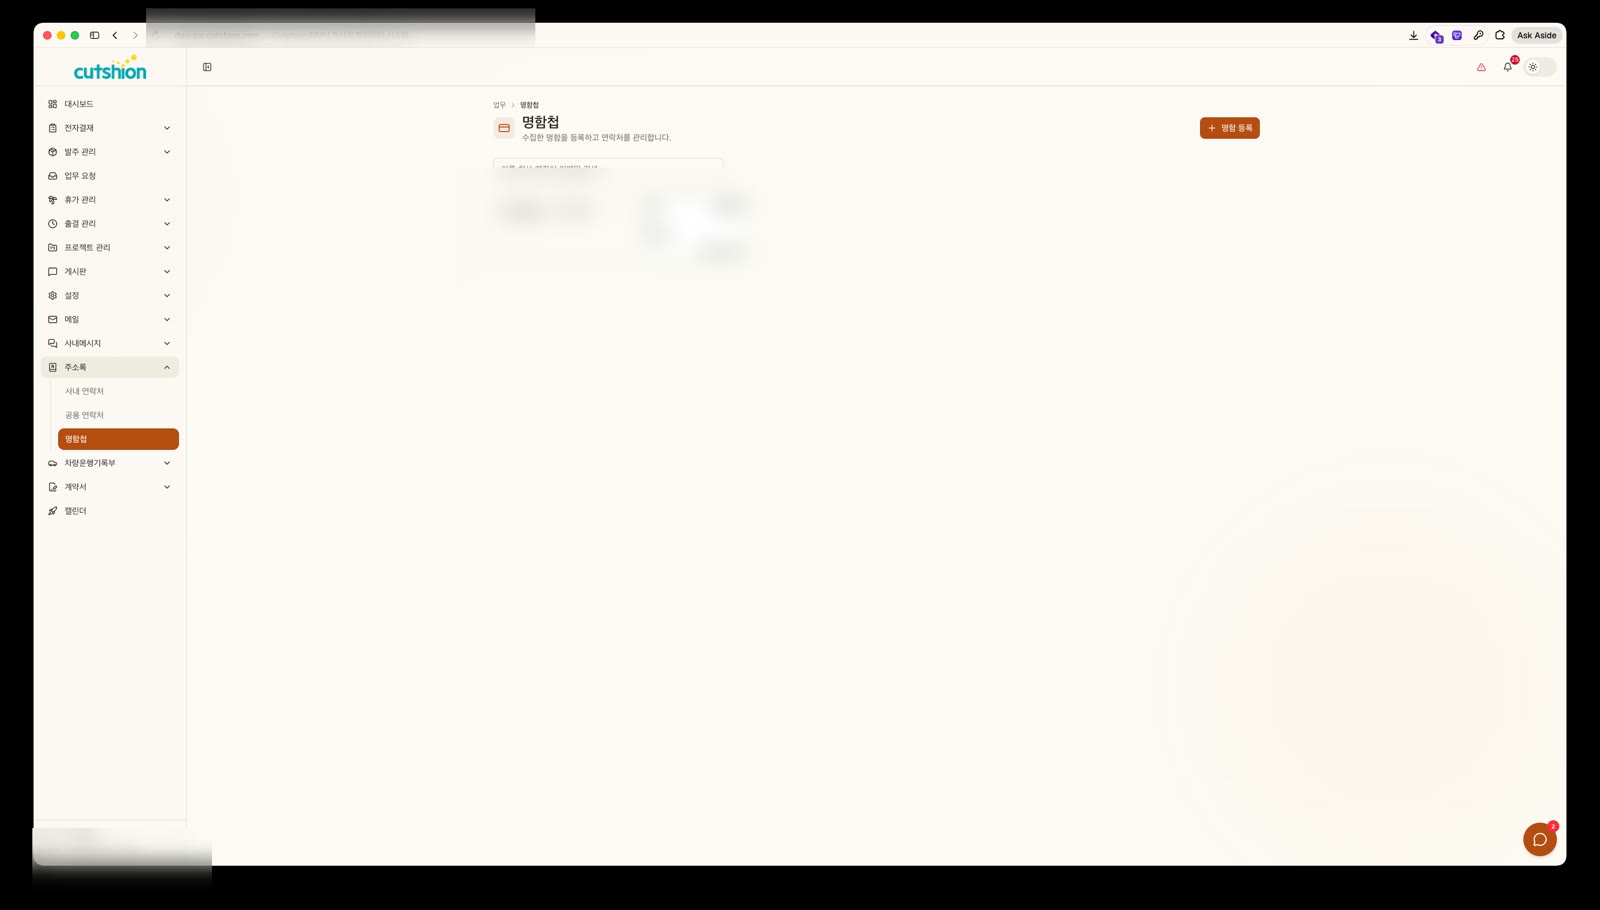 Ask Aside
3
cutshion
25
대시보드
전자결재
발주 관리
업무 요청
휴가 관리
출결 관리
프로젝트 관리
게시판
설정
메일
사내메시지
주소록
사내 연락처
공용 연락처
명함첩
차량운행기록부
계약서
캘린더
업무 > 명함첩
명함첩
수집한 명함을 등록하고 연락처를 관리합니다.
+ 명함 등록
2